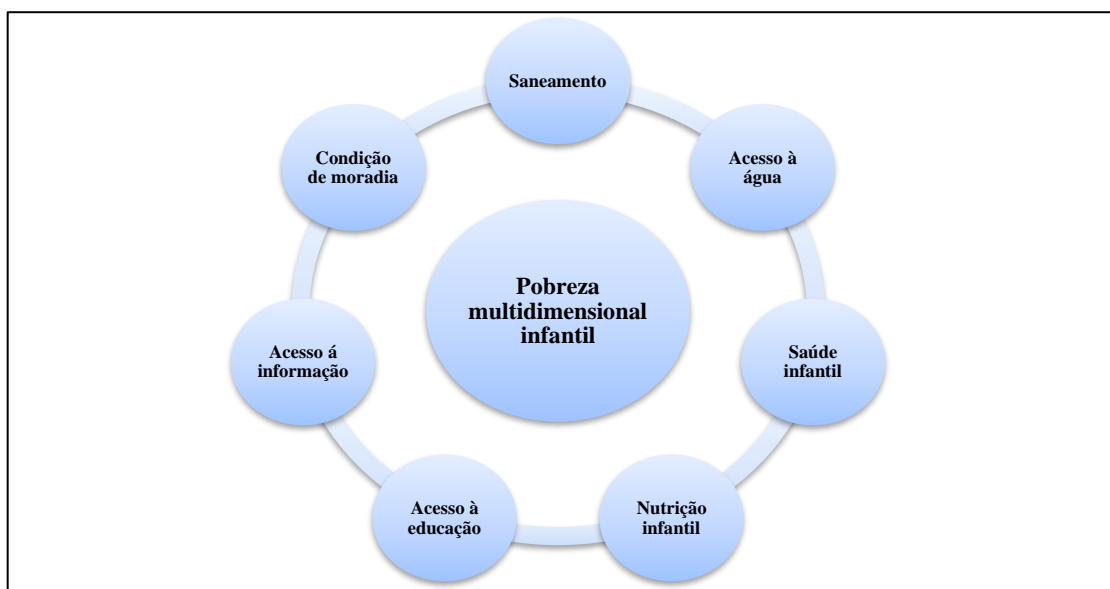 Saneamento
Acesso à
água
Saúde
infantil
Nutrição
infantil
Acesso à
educação
Acesso á
informação
Condição
de moradia
Pobreza
multidimensional
infantil